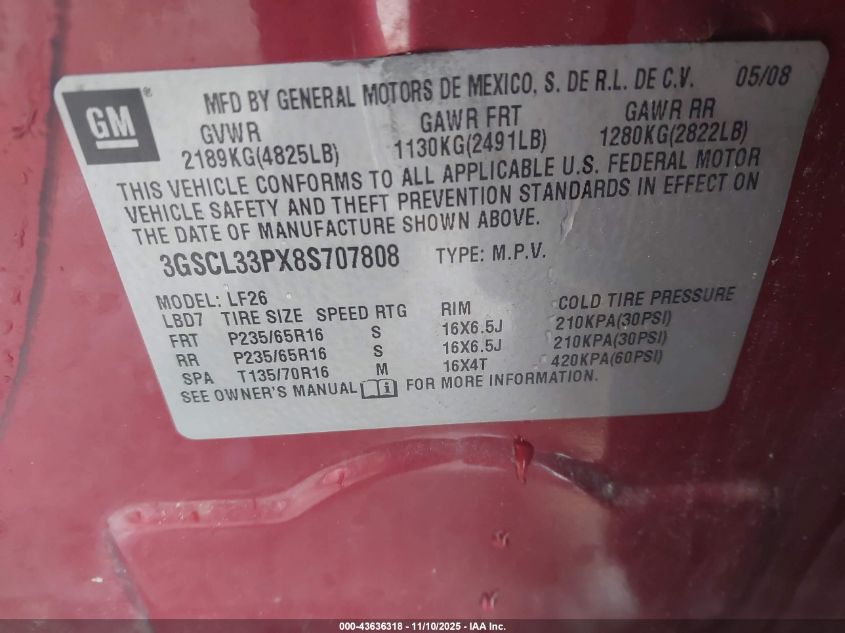 GM ®
MFD BY GENERAL MOTORS DE MEXICO, S. DE R.L. DE C.V. 05/08
GVWR GAWR FRT GAWR RR
2189KG(4825LB) 1130KG(2491LB) 1280KG(2822LB)
THIS VEHICLE CONFORMS TO ALL APPLICABLE U.S. FEDERAL MOTOR
VEHICLE SAFETY AND THEFT PREVENTION STANDARDS IN EFFECT ON
THE DATE OF MANUFACTURE SHOWN ABOVE.
3GSCL33PX8S707808 TYPE: M.P.V.
MODEL: LF26
LBD7 TIRE SIZE SPEED RTG RIM COLD TIRE PRESSURE
FRT P235/65R16 S 16X6.5J 210KPA(30PSI)
RR P235/65R16 S 16X6.5J 210KPA(30PSI)
SPA T135/70R16 M 16X4T 420KPA(60PSI)
SEE OWNER'S MANUAL i FOR MORE INFORMATION.
000-43636318 - 11/10/2025 - IAA Inc.